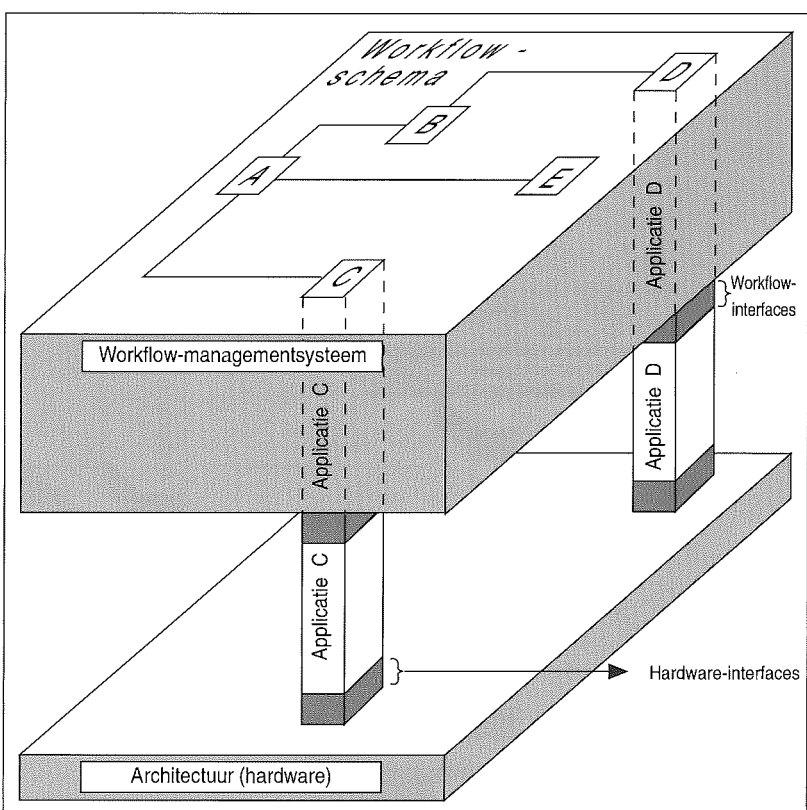 Workflow -
schema
D
B
A
E
C
Applicatie D
Workflow-
interfaces
Workflow-managementsysteem
Applicatie C
Applicatie D
Applicatie C
Hardware-interfaces
Architectuur (hardware)